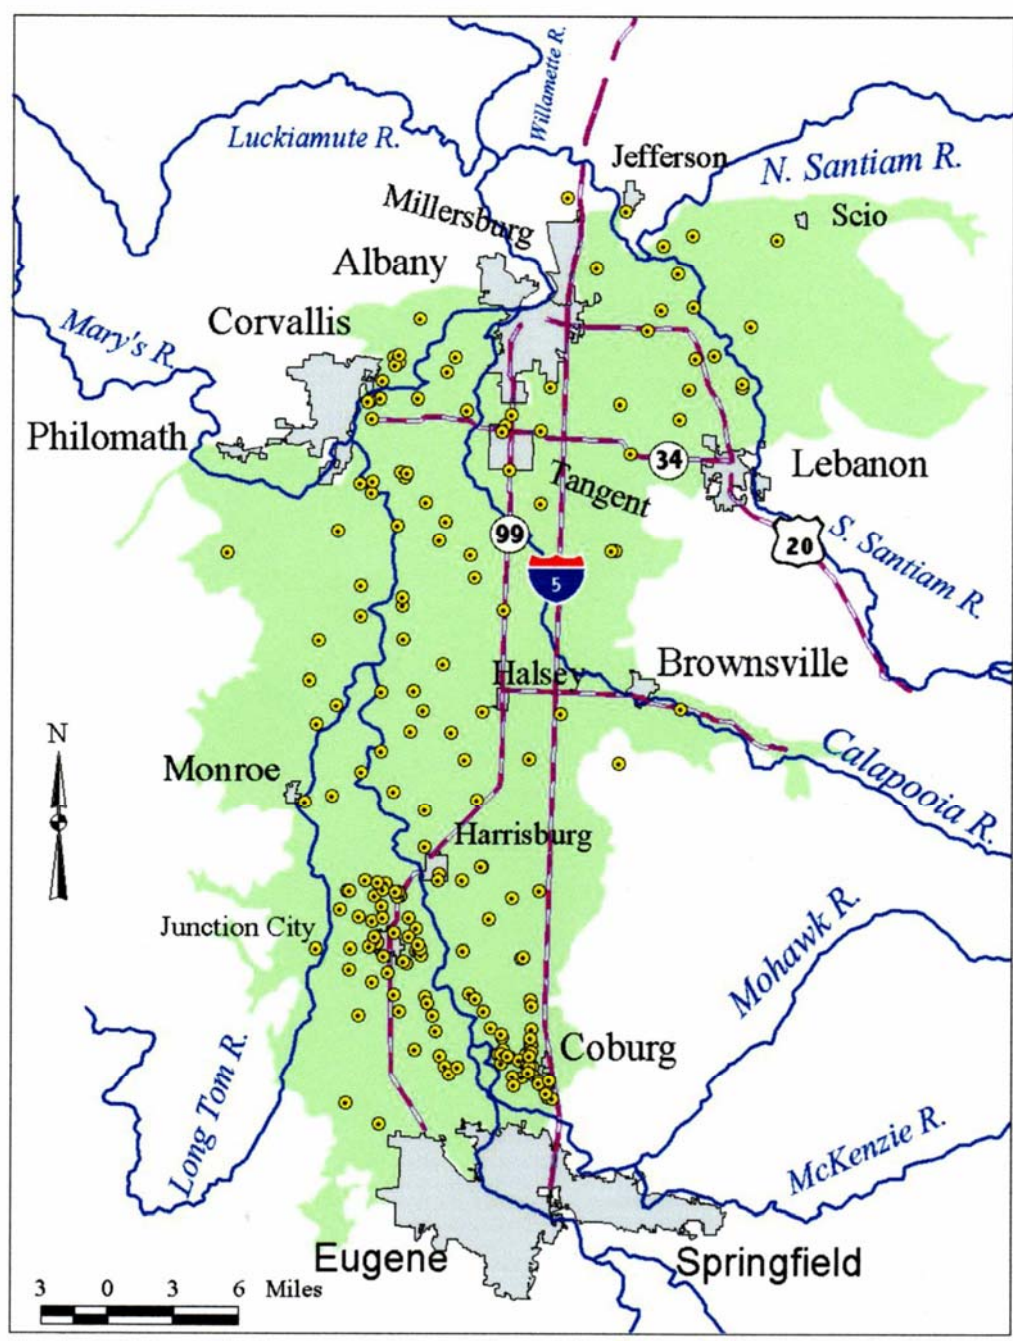 Willamette R.
Luckiamute R.
Jefferson
N. Santiam R.
Millersburg
Scio
Albany
Corvallis
Mary's R.
Philomath
34
Lebanon
Tangent
99
20
S. Santiam R.
5
Brownsville
Halsey
N
Calapooia R.
Monroe
Harrisburg
Junction City
Mohawk R.
Coburg
Long Tom R.
McKenzie R.
Eugene
Springfield
3 0 3 6 Miles